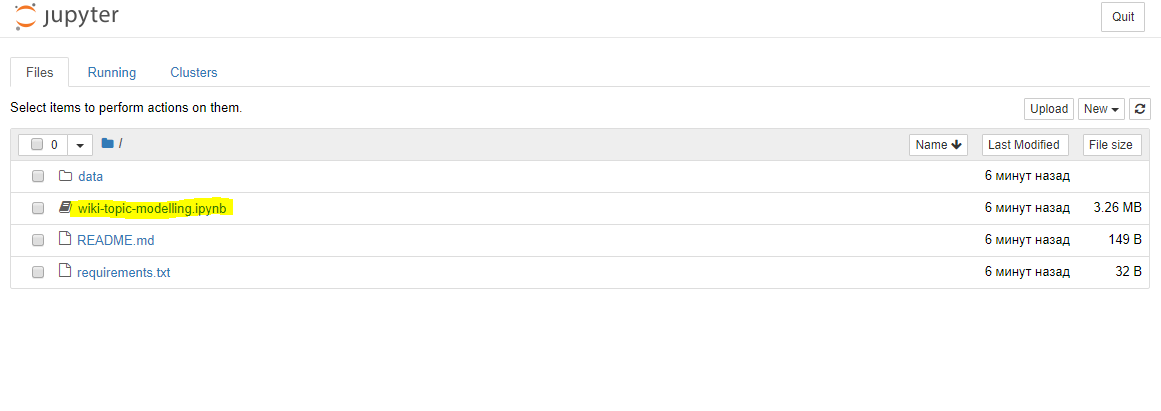 jupyter Quit
Files Running Clusters
Select items to perform actions on them. Upload New
0 / Name Last Modified File size
data 6 минут назад
wiki-topic-modelling.ipynb 6 минут назад 3.26 MB
README.md 6 минут назад 149 B
requirements.txt 6 минут назад 32 B